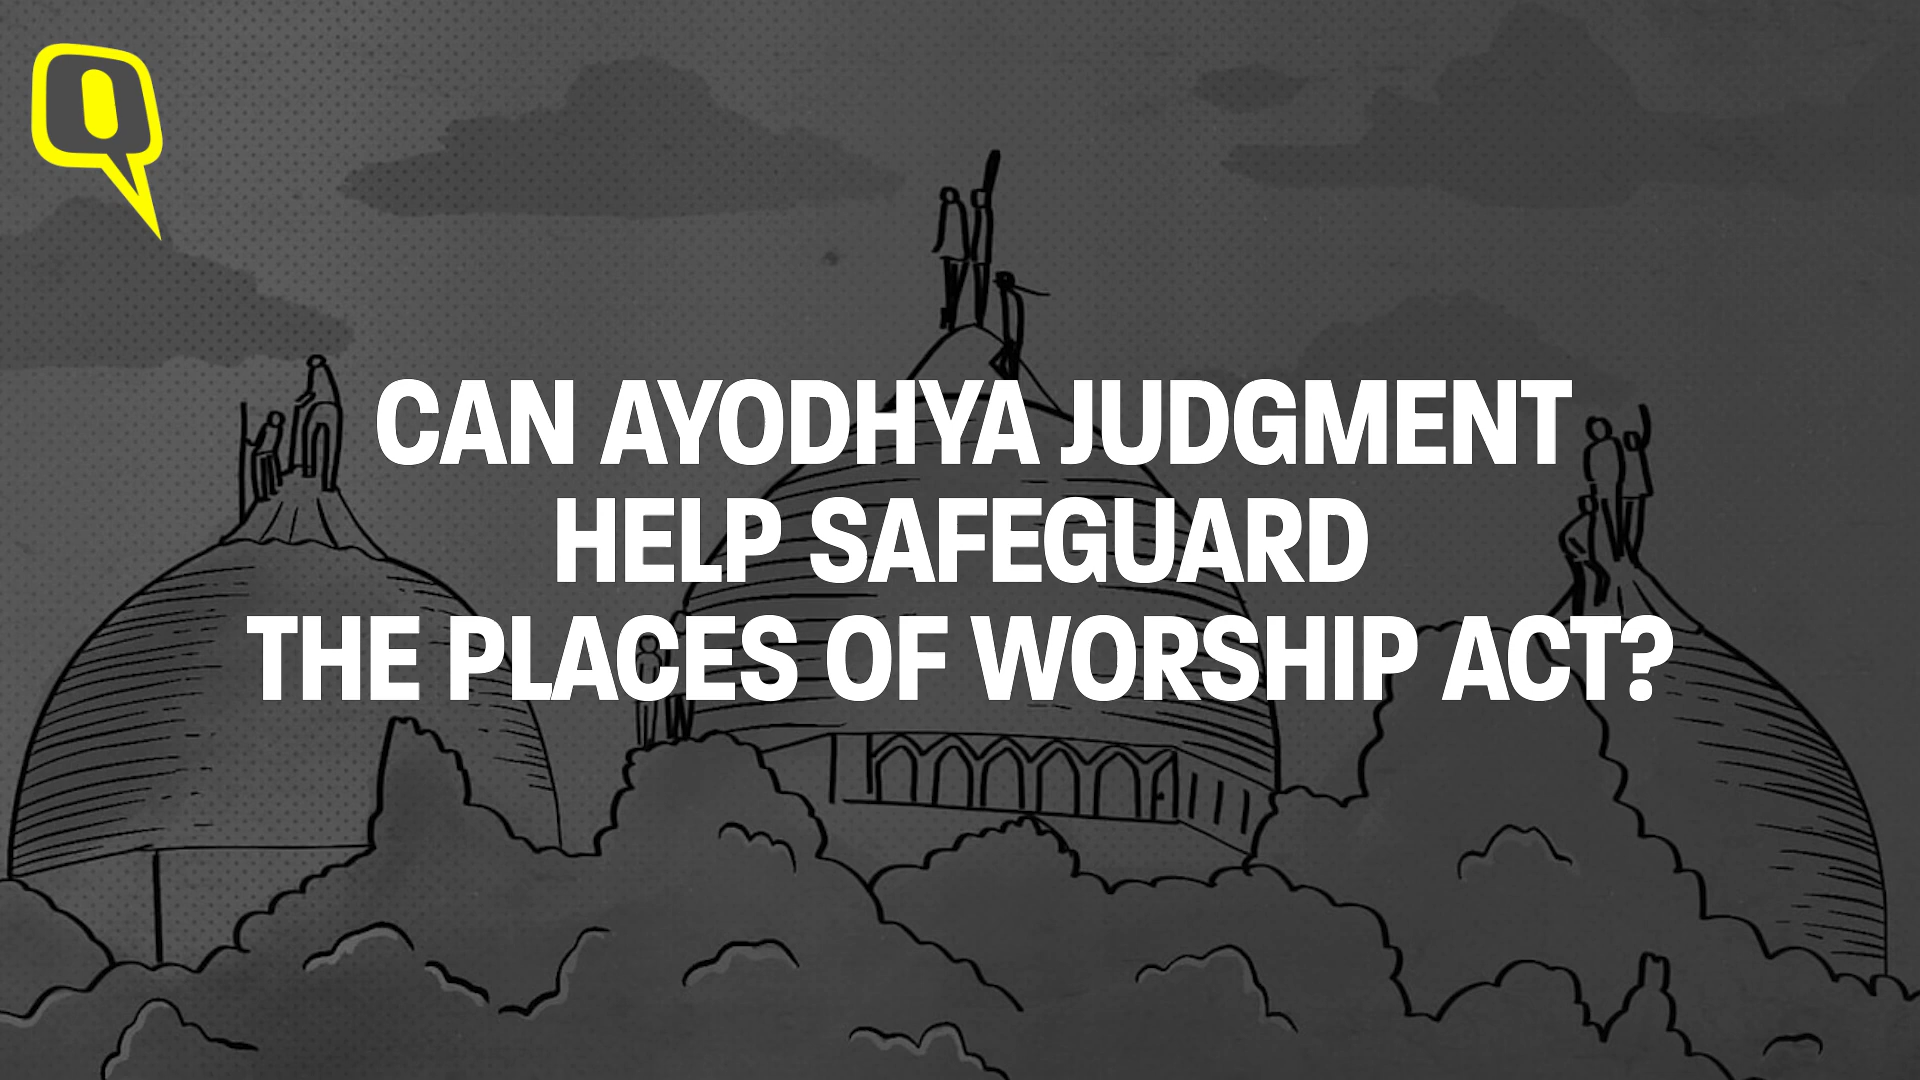 Q
CAN AYODHYA JUDGMENT
HELP SAFEGUARD
THE PLACES OF WORSHIP ACT?